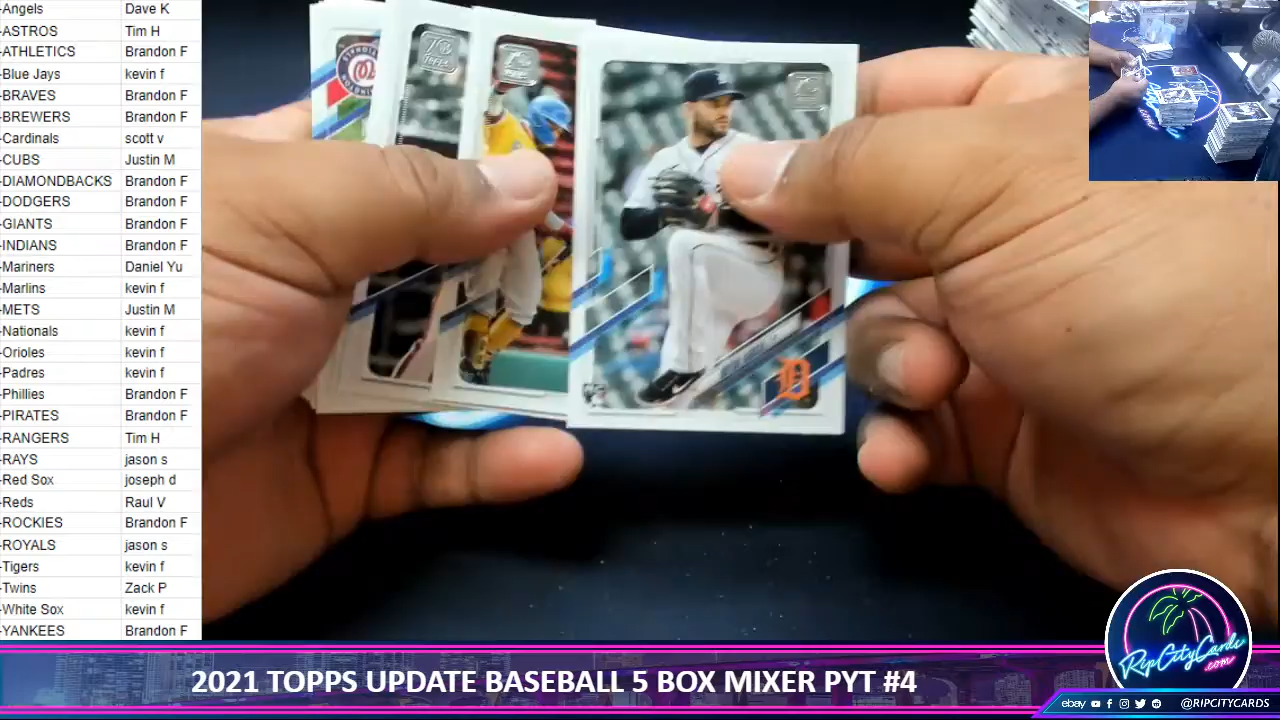 -Angels Dave K
-ASTROS Tim H
-ATHLETICS Brandon F
-Blue Jays kevin f
-BRAVES Brandon F
-BREWERS Brandon F
-Cardinals scott v
-CUBS Justin M
-DIAMONDBACKS Brandon F
-DODGERS Brandon F
-GIANTS Brandon F
-INDIANS Brandon F
-Mariners Daniel Yu
-Marlins kevin f
-METS Justin M
-Nationals kevin f
-Orioles kevin f
-Padres kevin f
-Phillies Brandon F
-PIRATES Brandon F
-RANGERS Tim H
-RAYS jason s
-Red Sox joseph d
-Reds Raul V
-ROCKIES Brandon F
-ROYALS jason s
-Tigers kevin f
-Twins Zack P
-White Sox kevin f
-YANKEES Brandon F
Topps
D
RipCityCards
.com
2021 TOPPS UPDATE BASEBALL 5 BOX MIXER PYT #4
ebay @RIPCITYCARDS